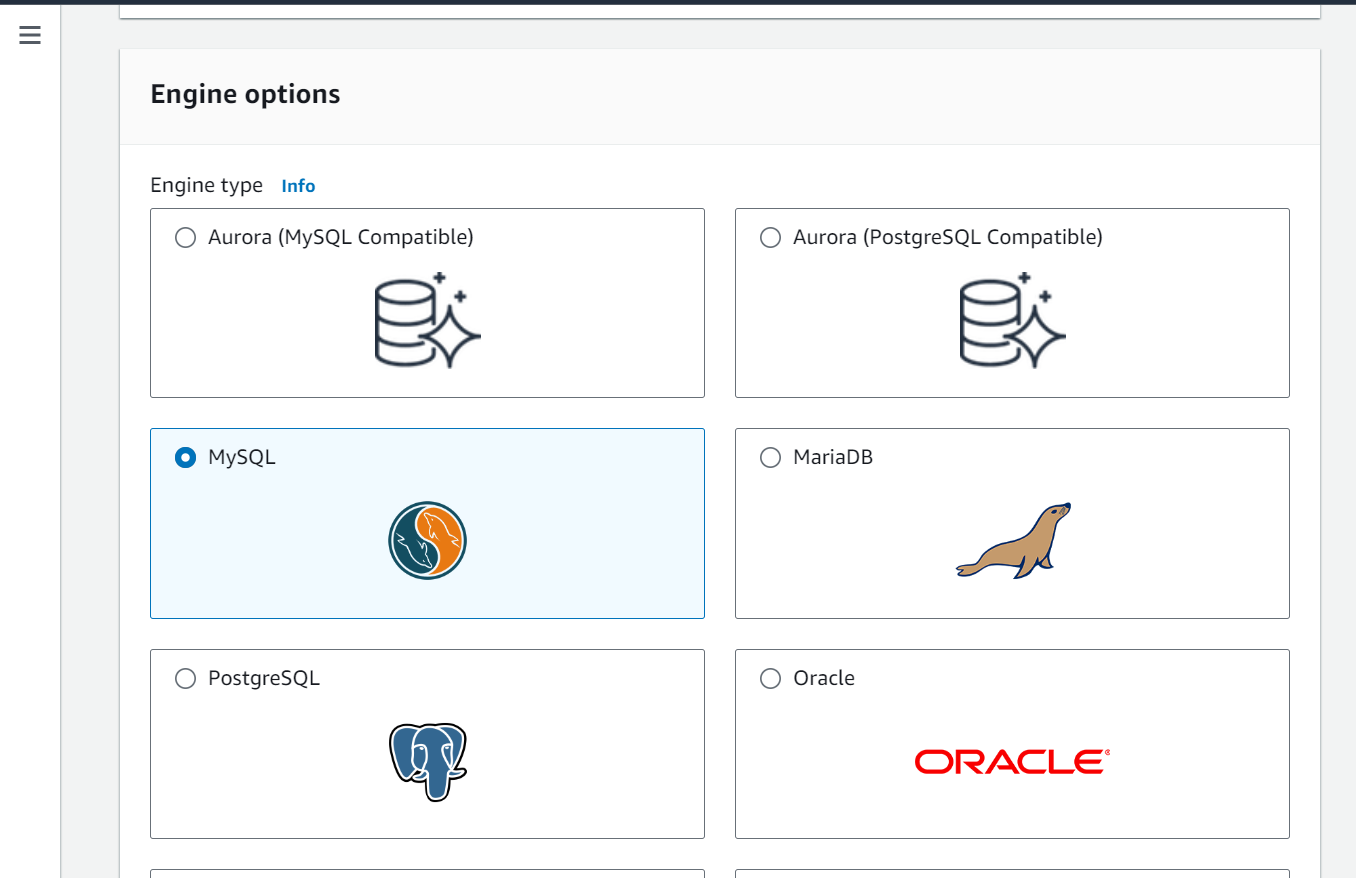 Engine options
Engine type Info
Aurora (MySQL Compatible)
Aurora (PostgreSQL Compatible)
MySQL
MariaDB
PostgreSQL
Oracle
ORACLE®